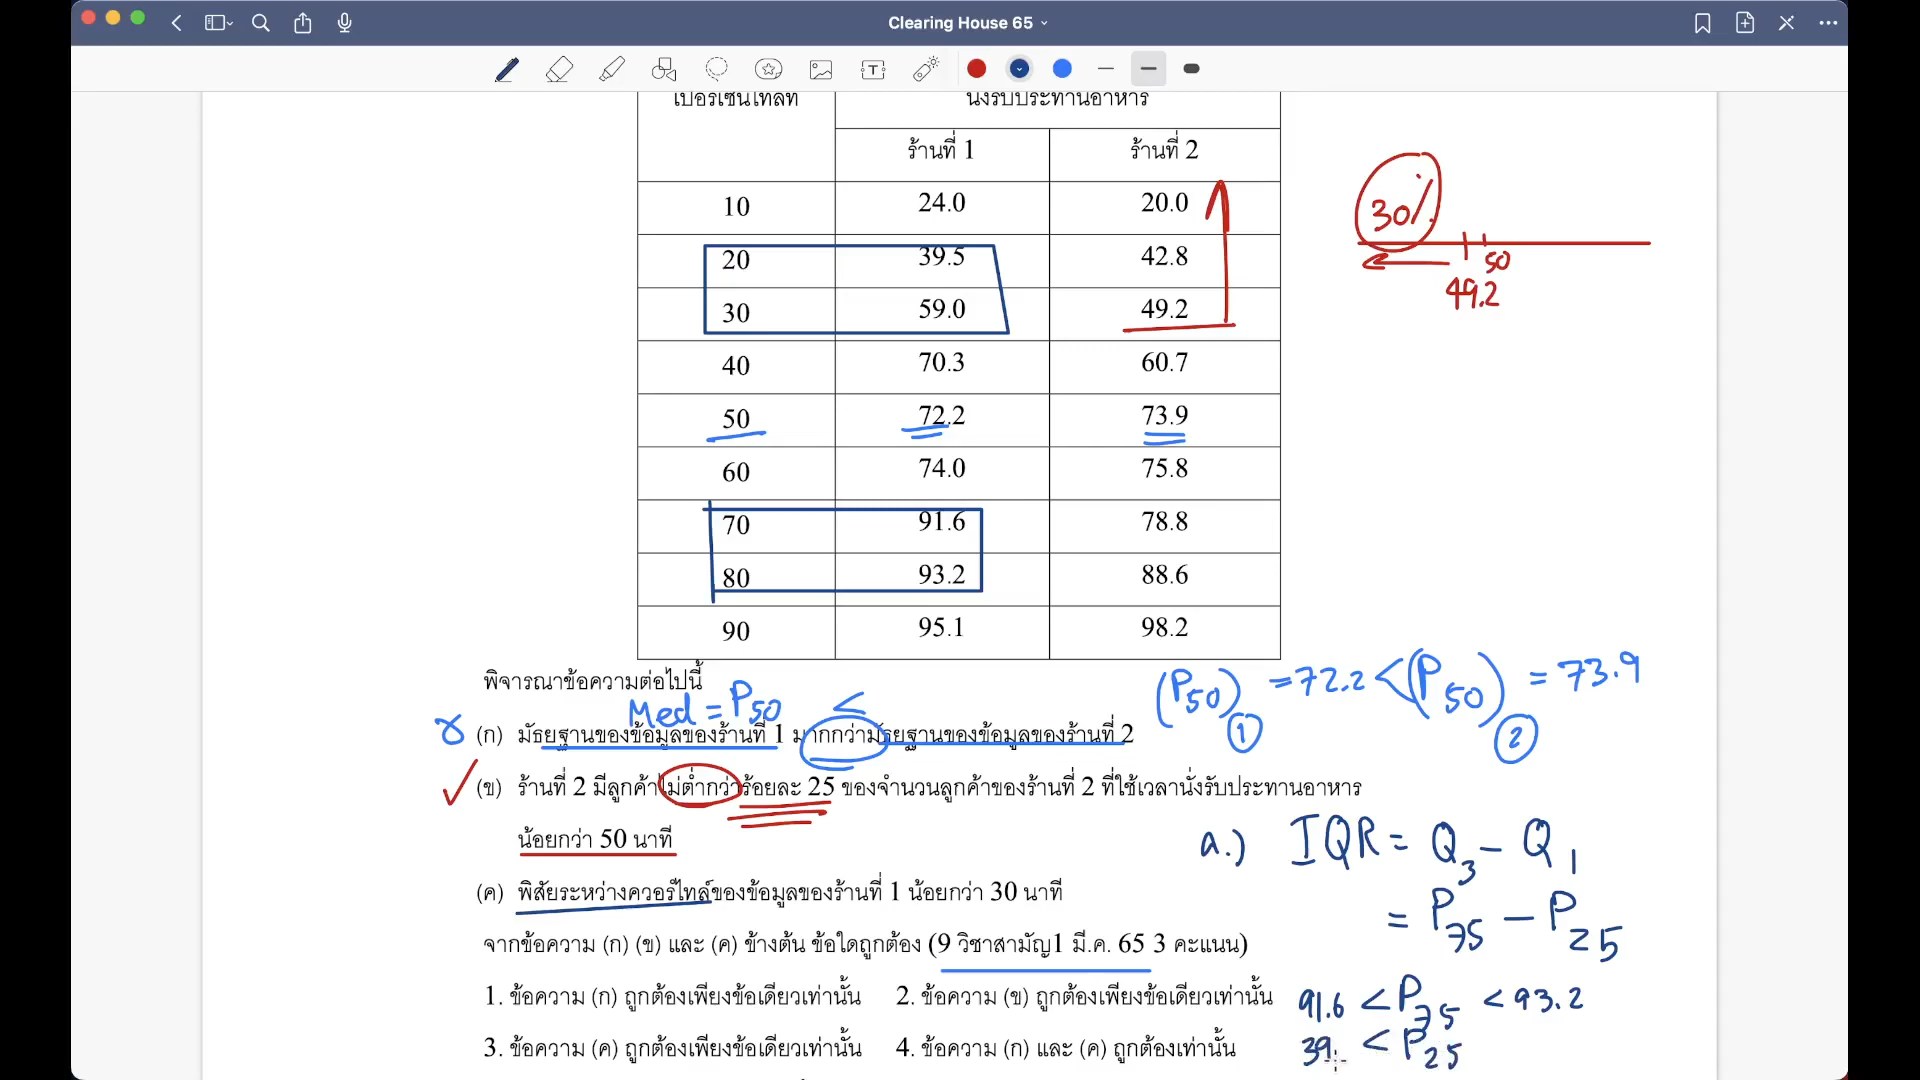 Clearing House 65
เปอร์เซ็นไทล์ที่ นั่งรับประทานอาหาร
ร้านที่ 1 ร้านที่ 2
10 24.0 20.0
20 39.5 42.8
30 59.0 49.2
40 70.3 60.7
50 72.2 73.9
60 74.0 75.8
70 91.6 78.8
80 93.2 88.6
90 95.1 98.2
30%
50
49.2
พิจารณาข้อความต่อไปนี้
Med = P50
<
(P50)① = 72.2 < (P50)② = 73.9
(ก) มัธยฐานของข้อมูลของร้านที่ 1 มากกว่ามัธยฐานของข้อมูลของร้านที่ 2
(ข) ร้านที่ 2 มีลูกค้าไม่ต่ำกว่าร้อยละ 25 ของจำนวนลูกค้าของร้านที่ 2 ที่ใช้เวลานั่งรับประทานอาหาร
น้อยกว่า 50 นาที
(ค) พิสัยระหว่างควอร์ไทล์ของข้อมูลของร้านที่ 1 น้อยกว่า 30 นาที
จากข้อความ (ก) (ข) และ (ค) ข้างต้น ข้อใดถูกต้อง (9 วิชาสามัญ1 มี.ค. 65 3 คะแนน)
1. ข้อความ (ก) ถูกต้องเพียงข้อเดียวเท่านั้น 2. ข้อความ (ข) ถูกต้องเพียงข้อเดียวเท่านั้น
3. ข้อความ (ค) ถูกต้องเพียงข้อเดียวเท่านั้น 4. ข้อความ (ก) และ (ค) ถูกต้องเท่านั้น
ค.) IQR = Q3 - Q1
= P75 - P25
91.6 < P75 < 93.2
39. < P25